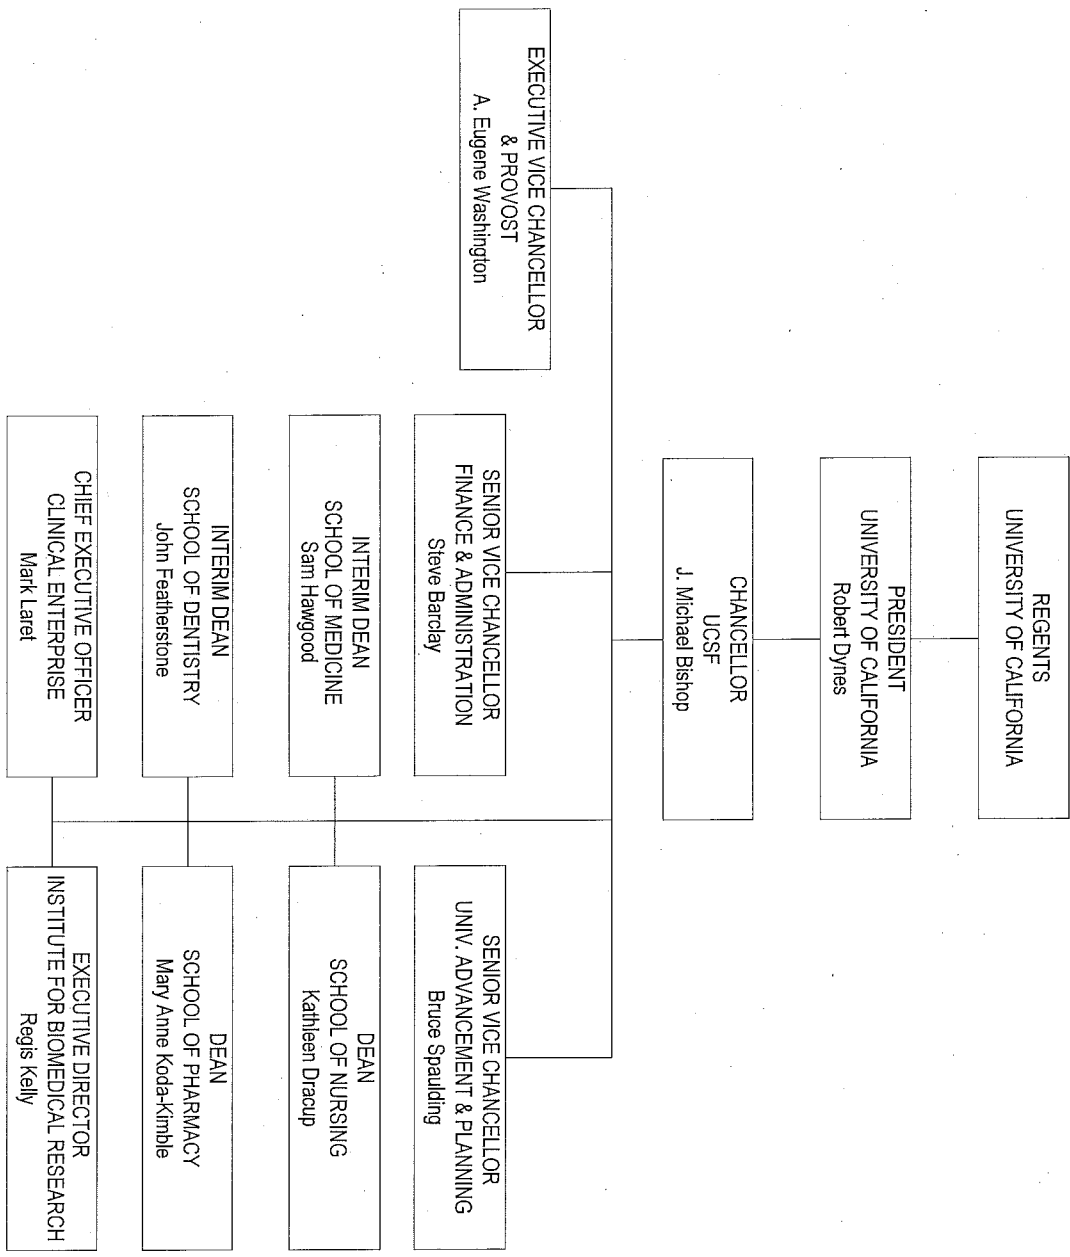 REGENTS
UNIVERSITY OF CALIFORNIA
PRESIDENT
UNIVERSITY OF CALIFORNIA
Robert Dynes
CHANCELLOR
UCSF
J. Michael Bishop
EXECUTIVE VICE CHANCELLOR
& PROVOST
A. Eugene Washington
SENIOR VICE CHANCELLOR
FINANCE & ADMINISTRATION
Steve Barclay
SENIOR VICE CHANCELLOR
UNIV. ADVANCEMENT & PLANNING
Bruce Spaulding
INTERIM DEAN
SCHOOL OF MEDICINE
Sam Hawgood
DEAN
SCHOOL OF NURSING
Kathleen Dracup
INTERIM DEAN
SCHOOL OF DENTISTRY
John Featherstone
DEAN
SCHOOL OF PHARMACY
Mary Anne Koda-Kimble
CHIEF EXECUTIVE OFFICER
CLINICAL ENTERPRISE
Mark Laret
EXECUTIVE DIRECTOR
INSTITUTE FOR BIOMEDICAL RESEARCH
Regis Kelly